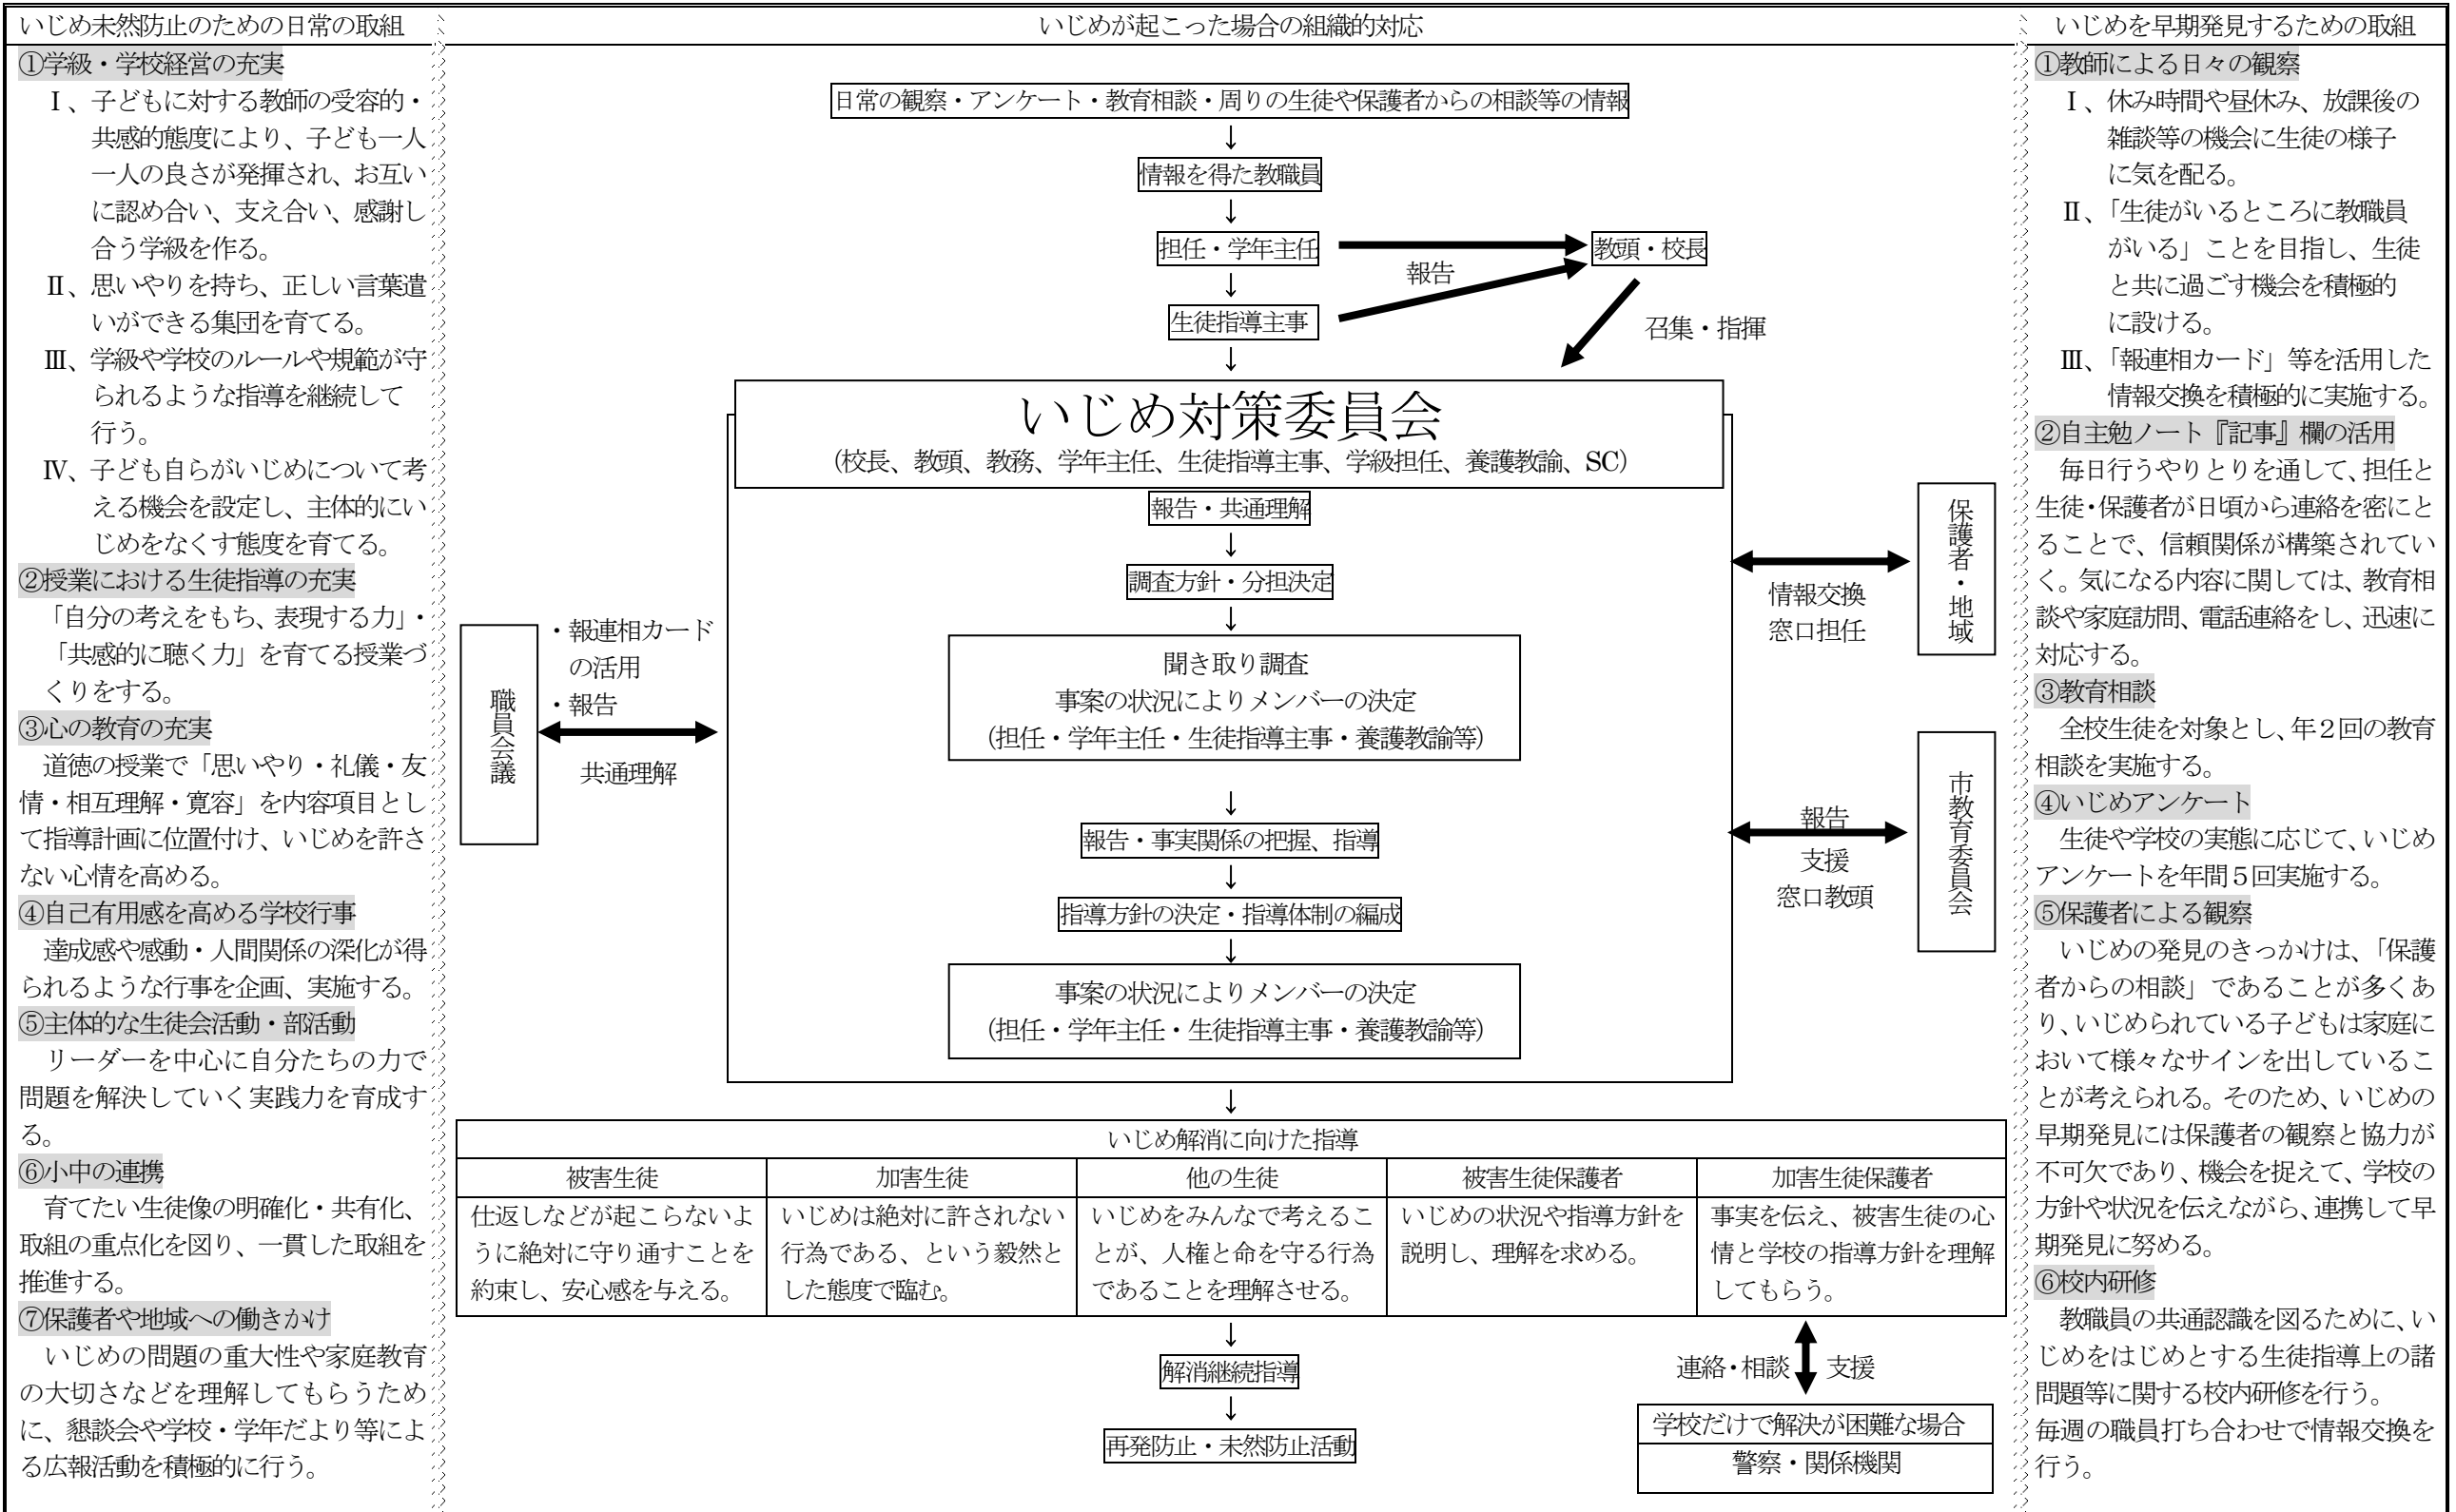 いじめ未然防止のための日常の取組
①学級・学校経営の充実
Ⅰ、子どもに対する教師の受容的・
共感的態度により、子ども一人
一人の良さが発揮され、お互い
に認め合い、支え合い、感謝し
合う学級を作る。
Ⅱ、思いやりを持ち、正しい言葉遣
いができる集団を育てる。
Ⅲ、学級や学校のルールや規範が守
られるような指導を継続して
行う。
Ⅳ、子ども自らがいじめについて考
える機会を設定し、主体的にい
じめをなくす態度を育てる。
②授業における生徒指導の充実
「自分の考えをもち、表現する力」・
「共感的に聴く力」を育てる授業づ
くりをする。
③心の教育の充実
道徳の授業で「思いやり・礼儀・友
情・相互理解・寛容」を内容項目とし
て指導計画に位置付け、いじめを許さ
ない心情を高める。
④自己有用感を高める学校行事
達成感や感動・人間関係の深化が得
られるような行事を企画、実施する。
⑤主体的な生徒会活動・部活動
リーダーを中心に自分たちの力で
問題を解決していく実践力を育成す
る。
⑥小中の連携
育てたい生徒像の明確化・共有化、
取組の重点化を図り、一貫した取組を
推進する。
⑦保護者や地域への働きかけ
いじめの問題の重大性や家庭教育
の大切さなどを理解してもらうため
に、懇談会や学校・学年だより等によ
る広報活動を積極的に行う。
いじめが起こった場合の組織的対応
日常の観察・アンケート・教育相談・周りの生徒や保護者からの相談等の情報
↓
情報を得た教職員
↓
担任・学年主任
教頭・校長
報告
↓
生徒指導主事
召集・指揮
↓
いじめ対策委員会
（校長、教頭、教務、学年主任、生徒指導主事、学級担任、養護教諭、SC）
報告・共通理解
↓
調査方針・分担決定
↓
聞き取り調査
事案の状況によりメンバーの決定
（担任・学年主任・生徒指導主事・養護教諭等）
↓
報告・事実関係の把握、指導
↓
指導方針の決定・指導体制の編成
↓
事案の状況によりメンバーの決定
（担任・学年主任・生徒指導主事・養護教諭等）
職員会議
・報連相カード
の活用
・報告
共通理解
保護者・地域
情報交換
窓口担任
市教育委員会
報告
支援
窓口教頭
↓
いじめ解消に向けた指導
被害生徒
仕返しなどが起こらないよ
うに絶対に守り通すことを
約束し、安心感を与える。
加害生徒
いじめは絶対に許されない
行為である、という毅然と
した態度で臨む。
他の生徒
いじめをみんなで考えるこ
とが、人権と命を守る行為
であることを理解させる。
被害生徒保護者
いじめの状況や指導方針を
説明し、理解を求める。
加害生徒保護者
事実を伝え、被害生徒の心
情と学校の指導方針を理解
してもらう。
↓
解消継続指導
↓
再発防止・未然防止活動
連絡・相談
支援
学校だけで解決が困難な場合
警察・関係機関
いじめを早期発見するための取組
①教師による日々の観察
Ⅰ、休み時間や昼休み、放課後の
雑談等の機会に生徒の様子
に気を配る。
Ⅱ、「生徒がいるところに教職員
がいる」ことを目指し、生徒
と共に過ごす機会を積極的
に設ける。
Ⅲ、「報連相カード」等を活用した
情報交換を積極的に実施する。
②自主勉ノート『記事』欄の活用
毎日行うやりとりを通して、担任と
生徒・保護者が日頃から連絡を密にと
ることで、信頼関係が構築されてい
く。気になる内容に関しては、教育相
談や家庭訪問、電話連絡をし、迅速に
対応する。
③教育相談
全校生徒を対象とし、年２回の教育
相談を実施する。
④いじめアンケート
生徒や学校の実態に応じて、いじめ
アンケートを年間５回実施する。
⑤保護者による観察
いじめの発見のきっかけは、「保護
者からの相談」であることが多くあ
り、いじめられている子どもは家庭に
おいて様々なサインを出しているこ
とが考えられる。そのため、いじめの
早期発見には保護者の観察と協力が
不可欠であり、機会を捉えて、学校の
方針や状況を伝えながら、連携して早
期発見に努める。
⑥校内研修
教職員の共通認識を図るために、い
じめをはじめとする生徒指導上の諸
問題等に関する校内研修を行う。
毎週の職員打ち合わせで情報交換を
行う。